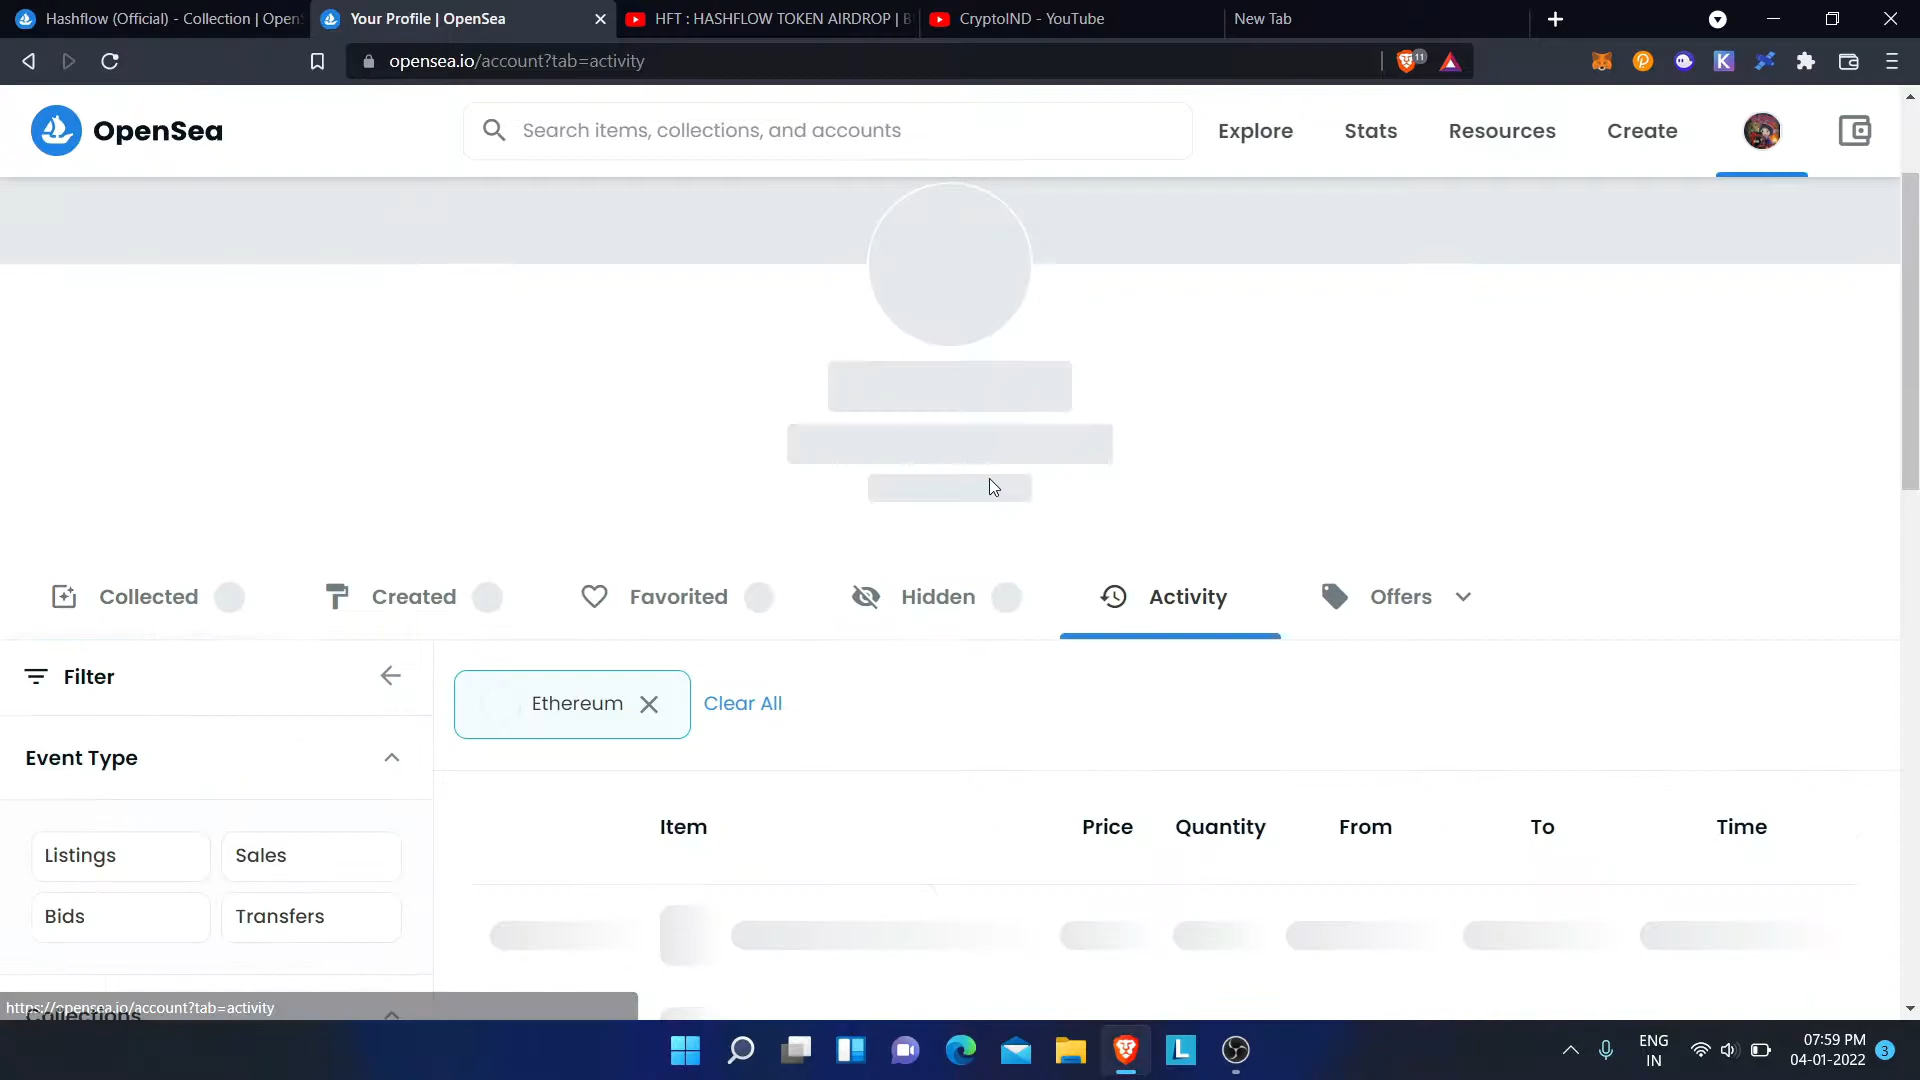 Hashflow (Official) - Collection | Open
Your Profile | OpenSea
HFT : HASHFLOW TOKEN AIRDROP |
CryptoIND - YouTube
New Tab
opensea.io/account?tab=activity
11
K
OpenSea
Search items, collections, and accounts
Explore
Stats
Resources
Create
Collected
Created
Favorited
Hidden
Activity
Offers
Filter
Ethereum
Clear All
Event Type
Item
Price
Quantity
From
To
Time
Listings
Sales
Bids
Transfers
Collections
https://opensea.io/account?tab=activity
L
ENG
IN
07:59 PM
04-01-2022
3